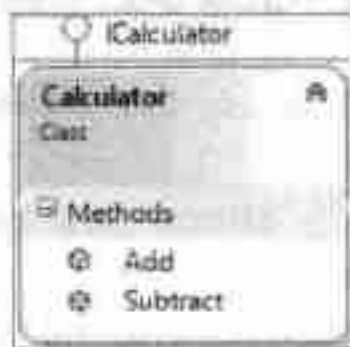 ICalculator
Calculator
Class
Methods
Add
Subtract